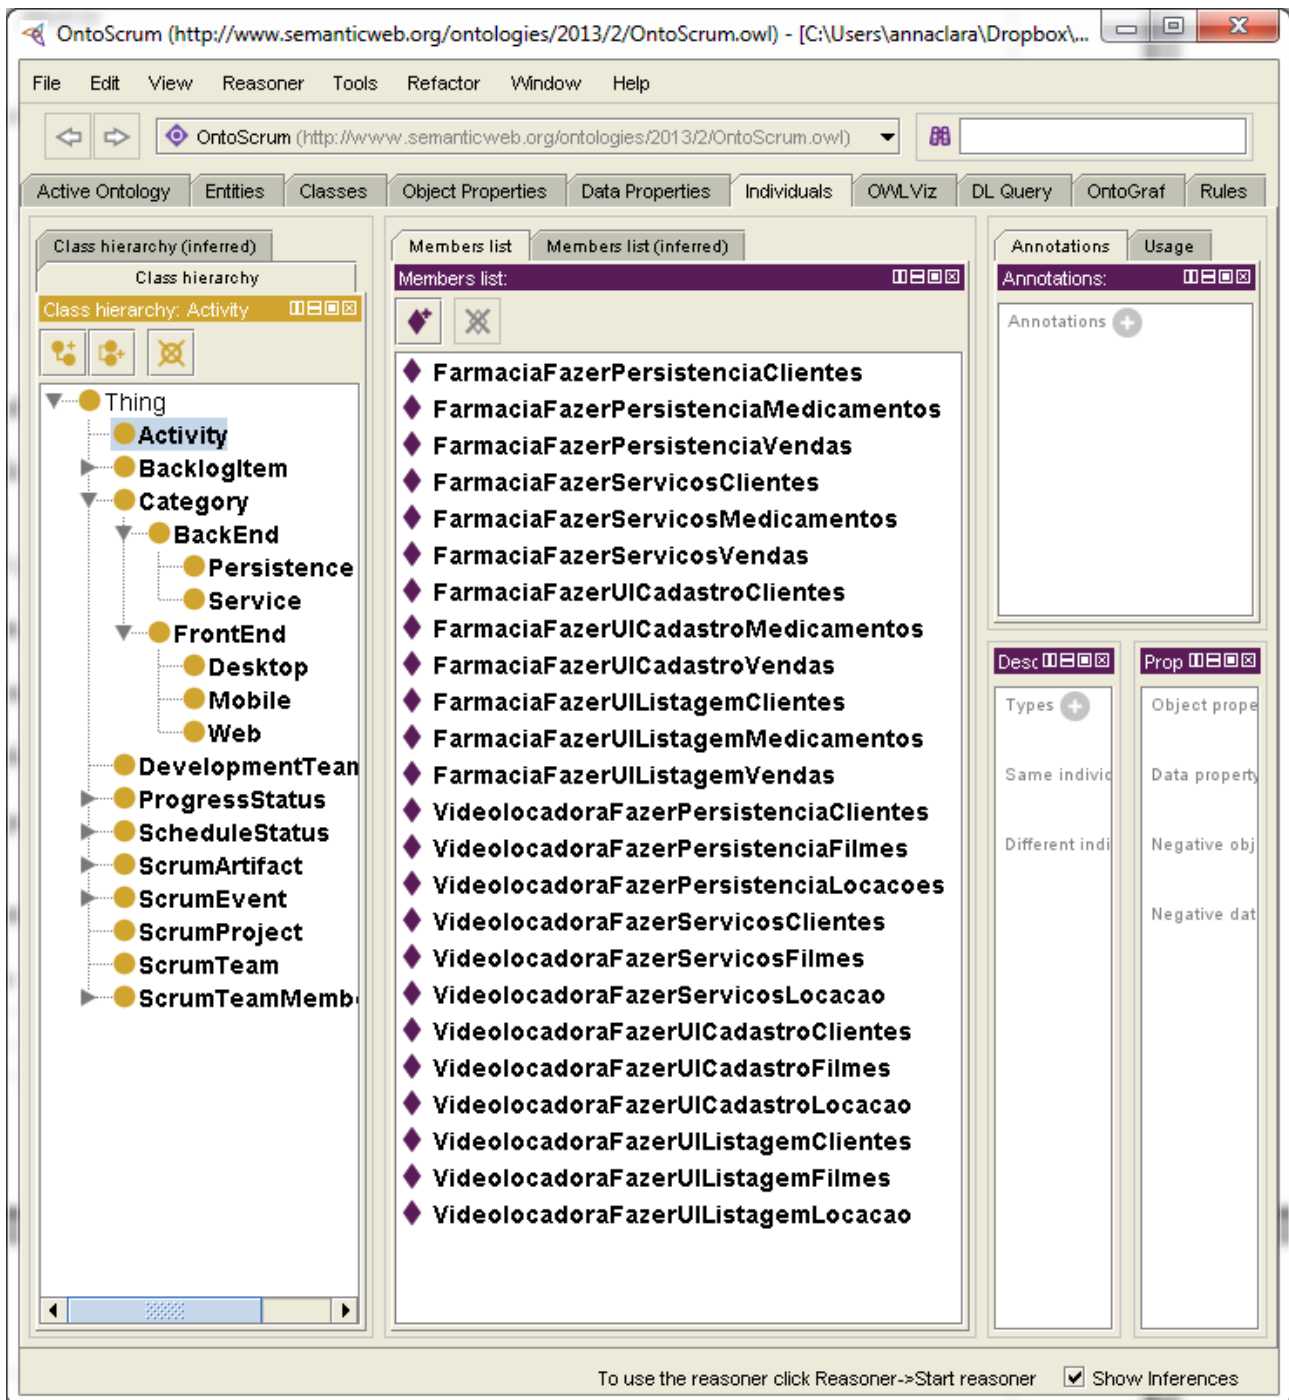 OntoScrum (http://www.semanticweb.org/ontologies/2013/2/OntoScrum.owl) - [C:\Users\annaclara\Dropbox\...
File Edit View Reasoner Tools Refactor Window Help
OntoScrum (http://www.semanticweb.org/ontologies/2013/2/OntoScrum.owl)
Active Ontology Entities Classes Object Properties Data Properties Individuals OWLViz DL Query OntoGraf Rules
Class hierarchy (inferred)
Class hierarchy
Class hierarchy: Activity
Thing
Activity
BacklogItem
Category
BackEnd
Persistence
Service
FrontEnd
Desktop
Mobile
Web
DevelopmentTean
ProgressStatus
ScheduleStatus
ScrumArtifact
ScrumEvent
ScrumProject
ScrumTeam
ScrumTeamMemb
Members list Members list (inferred)
Members list:
FarmaciaFazerPersistenciaClientes
FarmaciaFazerPersistenciaMedicamentos
FarmaciaFazerPersistenciaVendas
FarmaciaFazerServicosClientes
FarmaciaFazerServicosMedicamentos
FarmaciaFazerServicosVendas
FarmaciaFazerUICadastroClientes
FarmaciaFazerUICadastroMedicamentos
FarmaciaFazerUICadastroVendas
FarmaciaFazerUIListagemClientes
FarmaciaFazerUIListagemMedicamentos
FarmaciaFazerUIListagemVendas
VideolocadoraFazerPersistenciaClientes
VideolocadoraFazerPersistenciaFilmes
VideolocadoraFazerPersistenciaLocacoes
VideolocadoraFazerServicosClientes
VideolocadoraFazerServicosFilmes
VideolocadoraFazerServicosLocacao
VideolocadoraFazerUICadastroClientes
VideolocadoraFazerUICadastroFilmes
VideolocadoraFazerUICadastroLocacao
VideolocadoraFazerUIListagemClientes
VideolocadoraFazerUIListagemFilmes
VideolocadoraFazerUIListagemLocacao
Annotations Usage
Annotations:
Annotations
Desc
Types
Same individ
Different indi
Prop
Object prope
Data property
Negative obj
Negative dat
To use the reasoner click Reasoner->Start reasoner Show Inferences